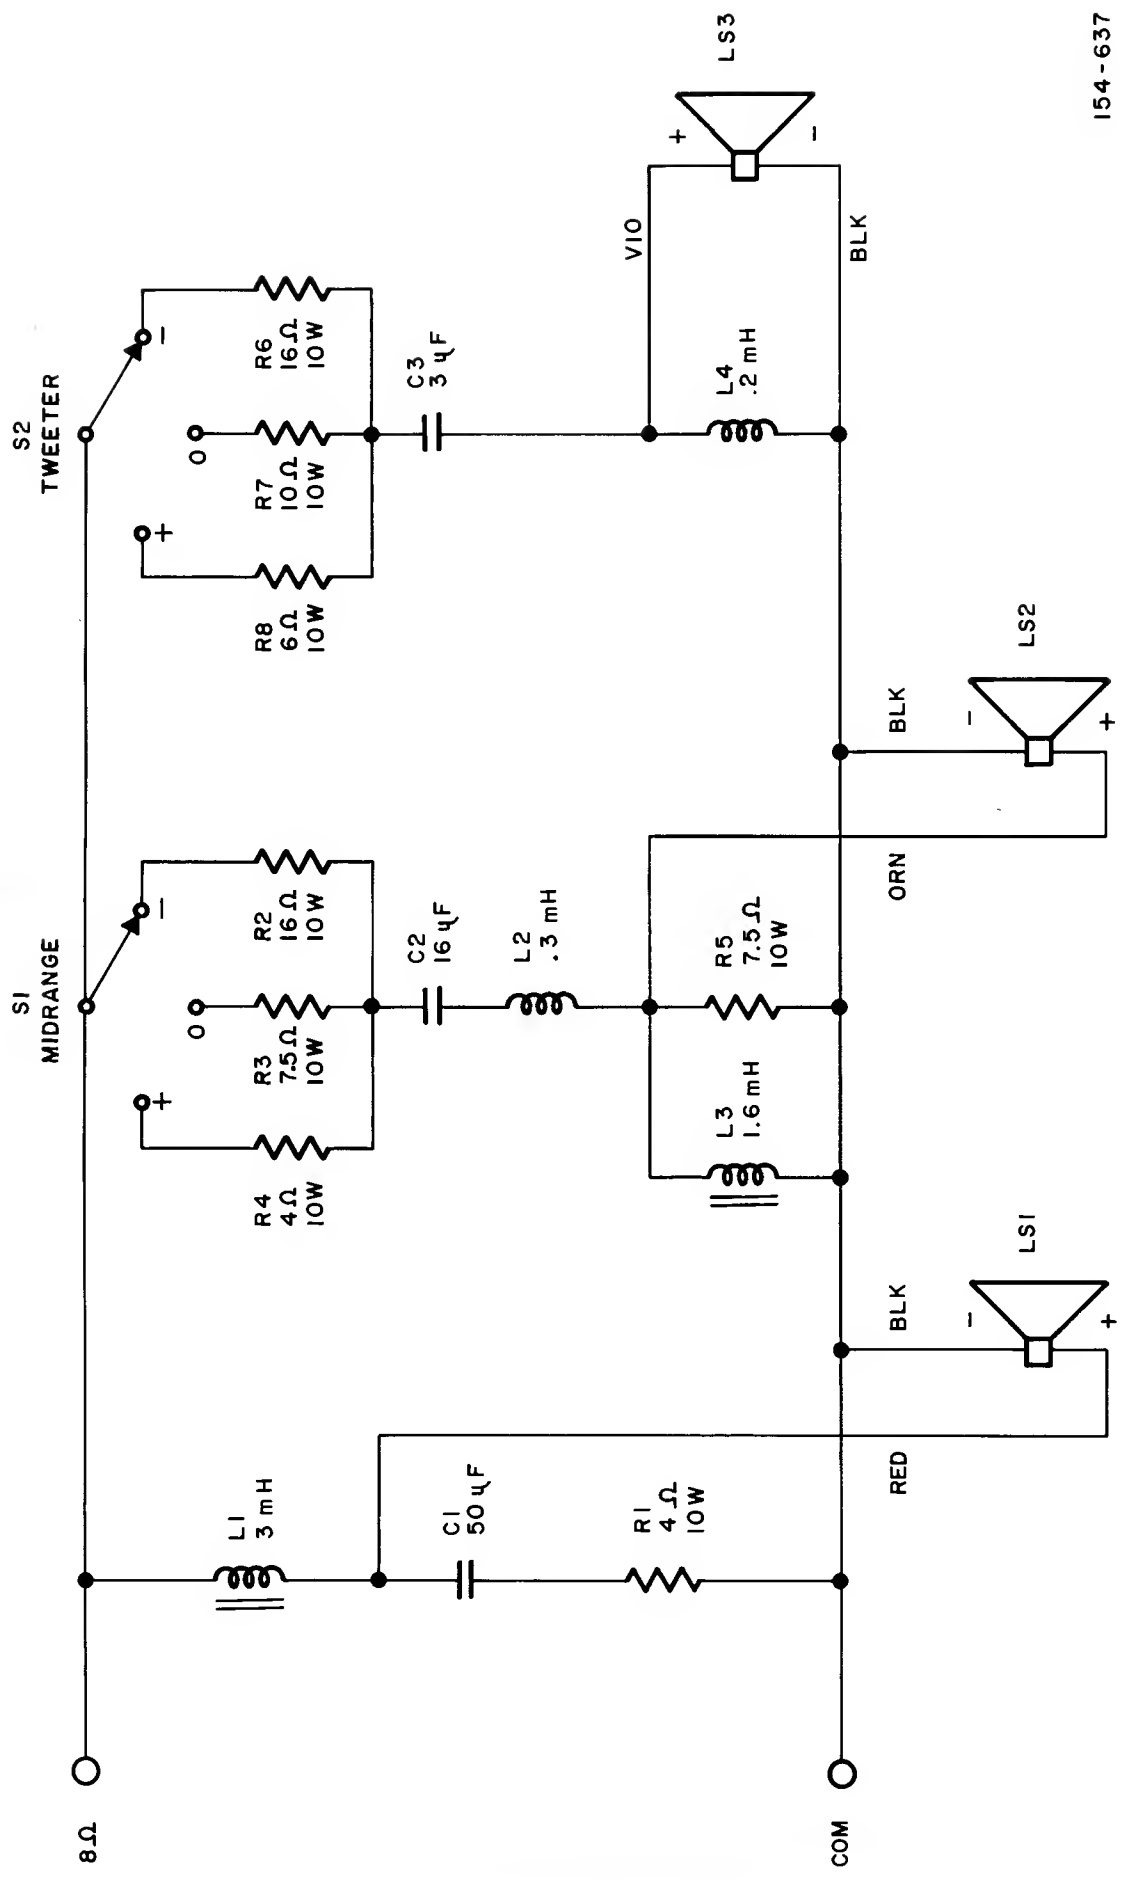 8Ω
COM
L1
3 mH
C1
50 µF
R1
4 Ω
10W
RED
BLK
-
+
LS1
S1
MIDRANGE
+
0
-
R4
4Ω
10W
R3
7.5Ω
10W
R2
16Ω
10W
C2
16 µF
L2
.3 mH
L3
1.6 mH
R5
7.5Ω
10W
ORN
BLK
-
+
LS2
S2
TWEETER
+
0
-
R8
6Ω
10W
R7
10Ω
10W
R6
16Ω
10W
C3
3 µF
L4
.2 mH
VIO
BLK
+
-
LS3
154-637